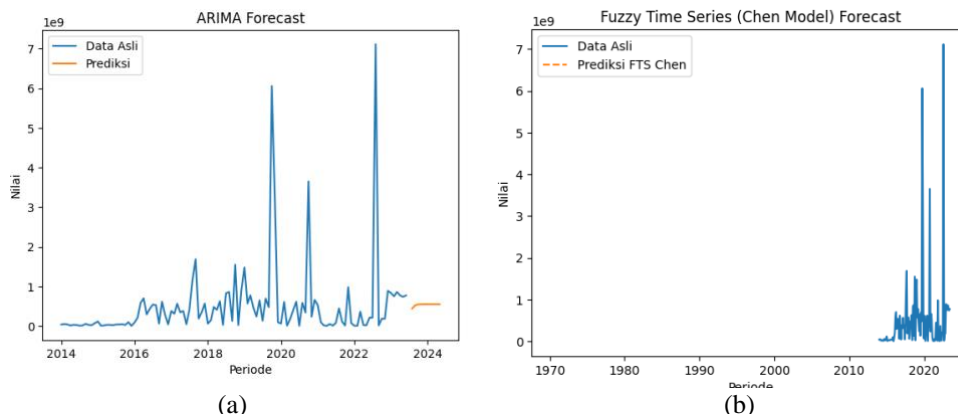 ARIMA Forecast
1e9
Data Asli
Prediksi
7
6
5
4
3
2
1
0
Nilai
2014 2016 2018 2020 2022 2024
Periode
(a)
Fuzzy Time Series (Chen Model) Forecast
1e9
Data Asli
Prediksi FTS Chen
7
6
5
4
3
2
1
0
Nilai
1970 1980 1990 2000 2010 2020
Periode
(b)